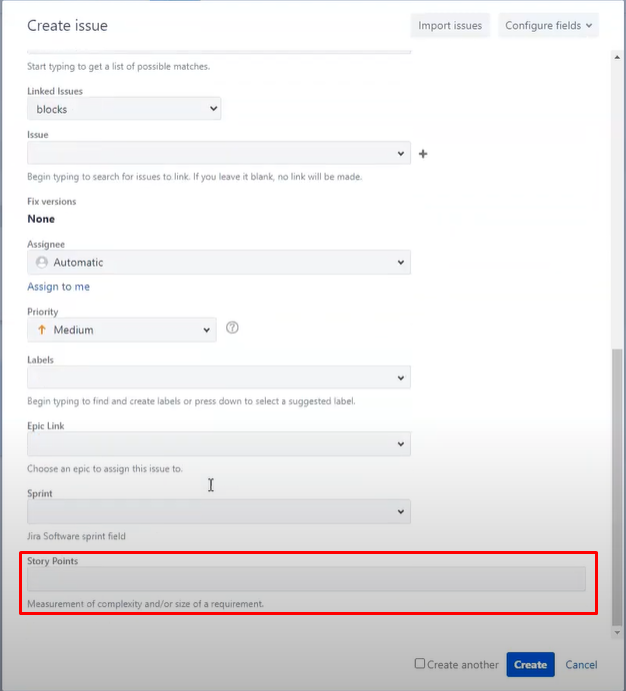 Create issue
Import issues
Configure fields
Start typing to get a list of possible matches.
Linked Issues
blocks
Issue
Begin typing to search for issues to link. If you leave it blank, no link will be made.
Fix versions
None
Assignee
Automatic
Assign to me
Priority
Medium
Labels
Begin typing to find and create labels or press down to select a suggested label.
Epic Link
Choose an epic to assign this issue to.
Sprint
Jira Software sprint field
Story Points
Measurement of complexity and/or size of a requirement.
Create another
Create
Cancel